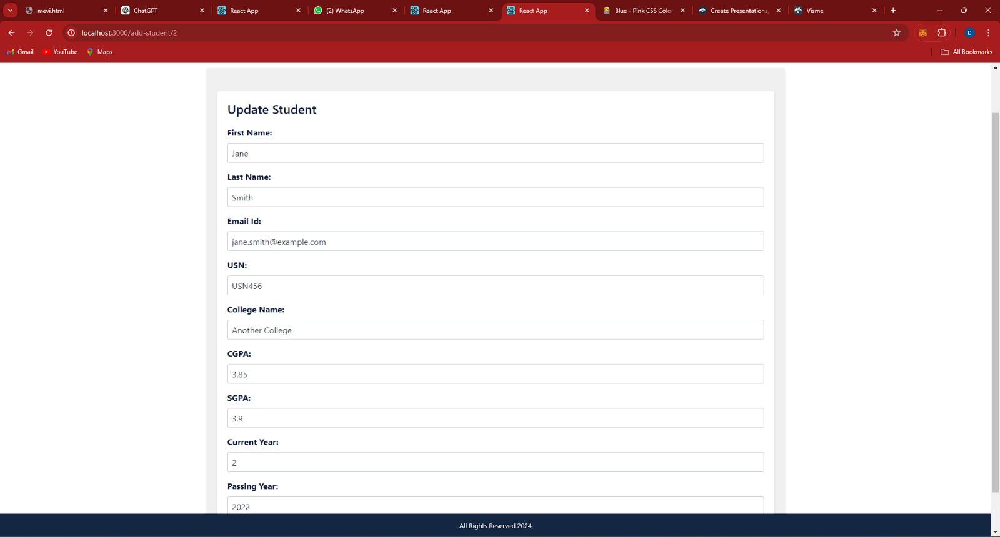 mevi.html
ChatGPT
React App
(2) WhatsApp
React App
React App
Blue - Pink CSS Color
Create Presentations,
Visme
localhost:3000/add-student/2
D
Gmail
YouTube
Maps
All Bookmarks
Update Student
First Name:
Jane
Last Name:
Smith
Email Id:
jane.smith@example.com
USN:
USN456
College Name:
Another College
CGPA:
3.85
SGPA:
3.9
Current Year:
2
Passing Year:
2022
All Rights Reserved 2024